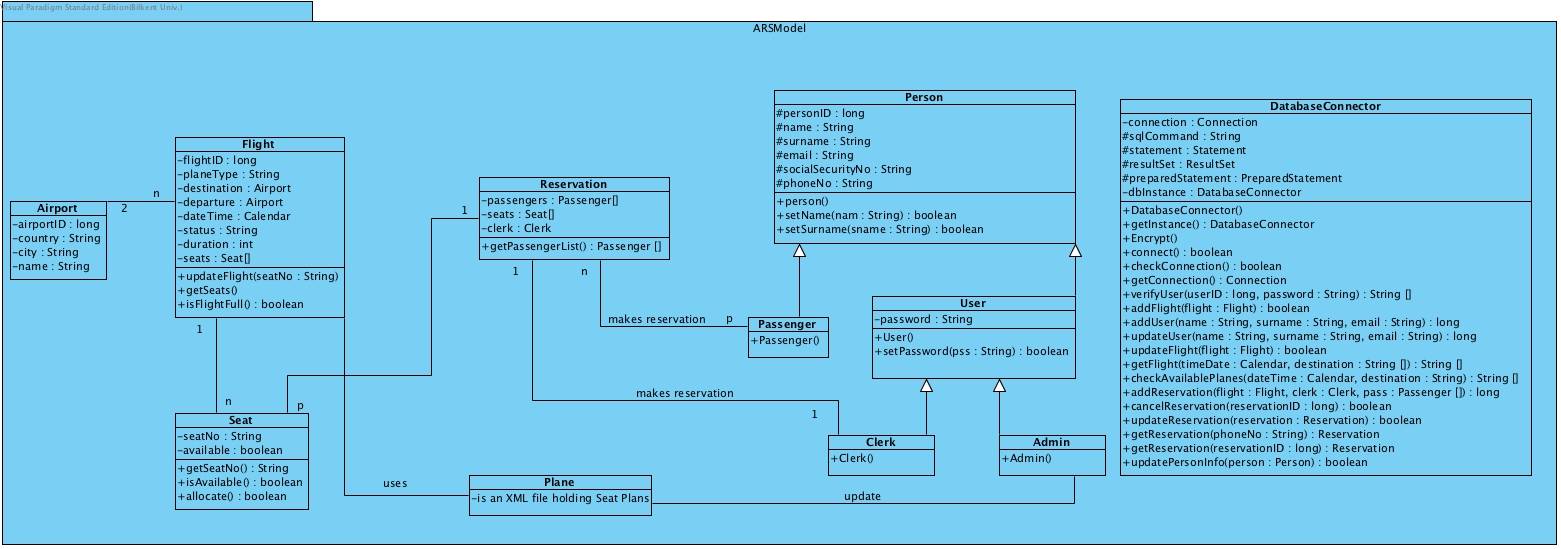 Visual Paradigm Standard Edition(Bilkent Univ.)
ARSModel
Airport
-airportID : long
-country : String
-city : String
-name : String
n
2
Flight
-flightID : long
-planeType : String
-destination : Airport
-departure : Airport
-dateTime : Calendar
-status : String
-duration : int
-seats : Seat[]
+updateFlight(seatNo : String)
+getSeats()
+isFlightFull() : boolean
1
n
p
Seat
-seatNo : String
-available : boolean
+getSeatNo() : String
+isAvailable() : boolean
+allocate() : boolean
1
Reservation
-passengers : Passenger[]
-seats : Seat[]
-clerk : Clerk
+getPassengerList() : Passenger []
1
n
makes reservation
p
makes reservation
1
uses
Plane
-is an XML file holding Seat Plans
update
Person
#personID : long
#name : String
#surname : String
#email : String
#socialSecurityNo : String
#phoneNo : String
+person()
+setName(nam : String) : boolean
+setSurname(sname : String) : boolean
Passenger
+Passenger()
User
-password : String
+User()
+setPassword(pss : String) : boolean
Clerk
+Clerk()
Admin
+Admin()
DatabaseConnector
-connection : Connection
#sqlCommand : String
#statement : Statement
#resultSet : ResultSet
#preparedStatement : PreparedStatement
-dbInstance : DatabaseConnector
+DatabaseConnector()
+getInstance() : DatabaseConnector
+Encrypt()
+connect() : boolean
+checkConnection() : boolean
+getConnection() : Connection
+verifyUser(userID : long, password : String) : String []
+addFlight(flight : Flight) : boolean
+addUser(name : String, surname : String, email : String) : long
+updateUser(name : String, surname : String, email : String) : long
+updateFlight(flight : Flight) : boolean
+getFlight(timeDate : Calendar, destination : String []) : String []
+checkAvailablePlanes(dateTime : Calendar, destination : String) : String []
+addReservation(flight : Flight, clerk : Clerk, pass : Passenger []) : long
+cancelReservation(reservationID : long) : boolean
+updateReservation(reservation : Reservation) : boolean
+getReservation(phoneNo : String) : Reservation
+getReservation(reservationID : long) : Reservation
+updatePersonInfo(person : Person) : boolean